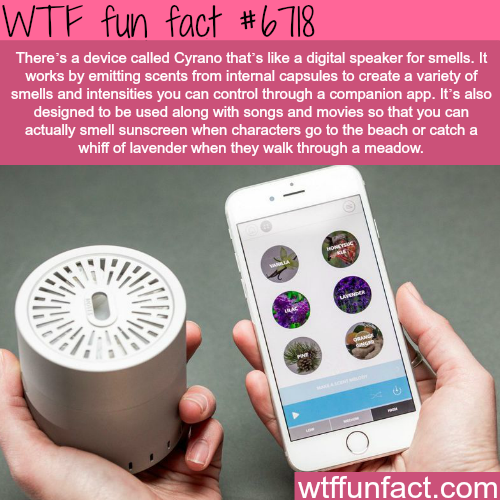 WTF fun fact #6718
There's a device called Cyrano that's like a digital speaker for smells. It
works by emitting scents from internal capsules to create a variety of
smells and intensities you can control through a companion app. It's also
designed to be used along with songs and movies so that you can
actually smell sunscreen when characters go to the beach or catch a
whiff of lavender when they walk through a meadow.
VANILLA
HONEYSUC
KLE
LILAC
LAVENDER
PINE
ORANGE
GINGER
wtffunfact.com